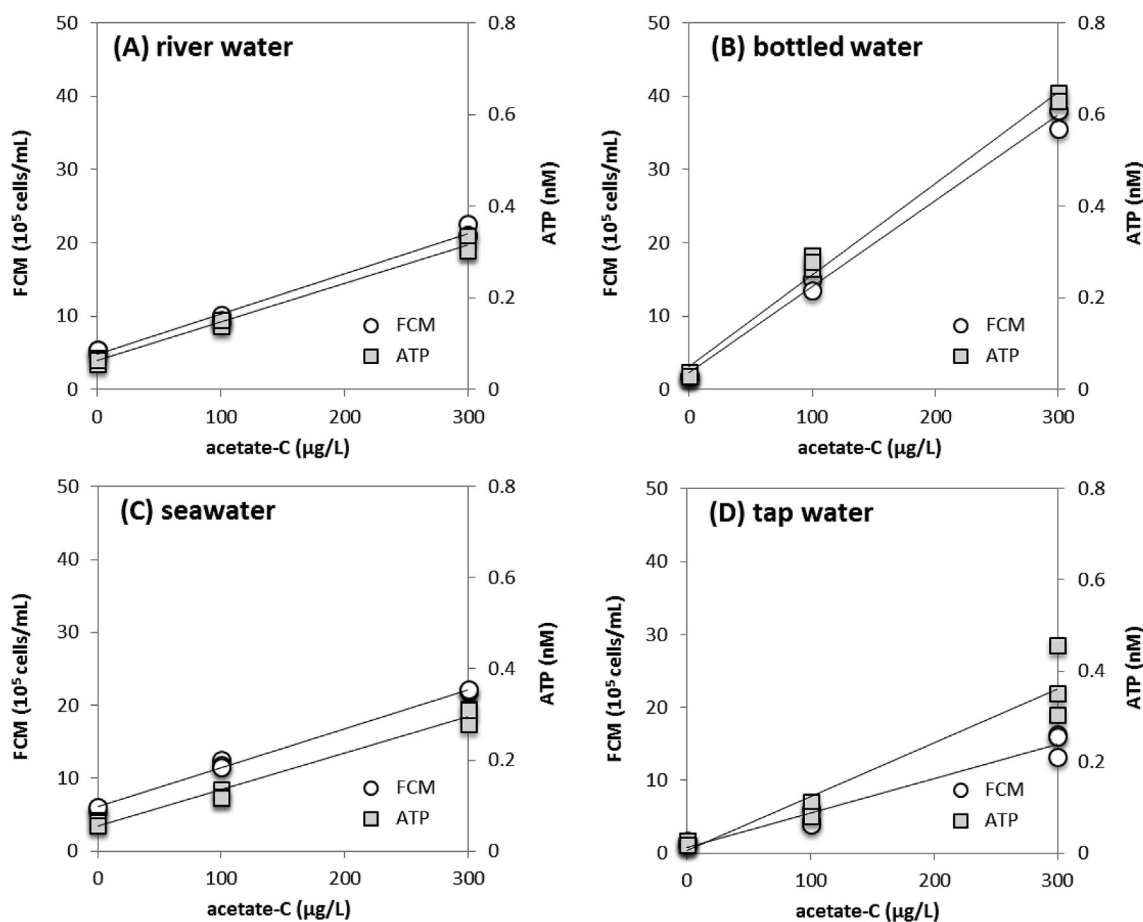 (A) river water
50
40
30
20
10
0
FCM (10⁵ cells/mL)
0.8
0.6
0.4
0.2
0
ATP (nM)
FCM
ATP
0 100 200 300
acetate-C (µg/L)
(B) bottled water
50
40
30
20
10
0
FCM (10⁵ cells/mL)
0.8
0.6
0.4
0.2
0
ATP (nM)
FCM
ATP
0 100 200 300
acetate-C (µg/L)
(C) seawater
50
40
30
20
10
0
FCM (10⁵ cells/mL)
0.8
0.6
0.4
0.2
0
ATP (nM)
FCM
ATP
0 100 200 300
acetate-C (µg/L)
(D) tap water
50
40
30
20
10
0
FCM (10⁵ cells/mL)
0.8
0.6
0.4
0.2
0
ATP (nM)
FCM
ATP
0 100 200 300
acetate-C (µg/L)